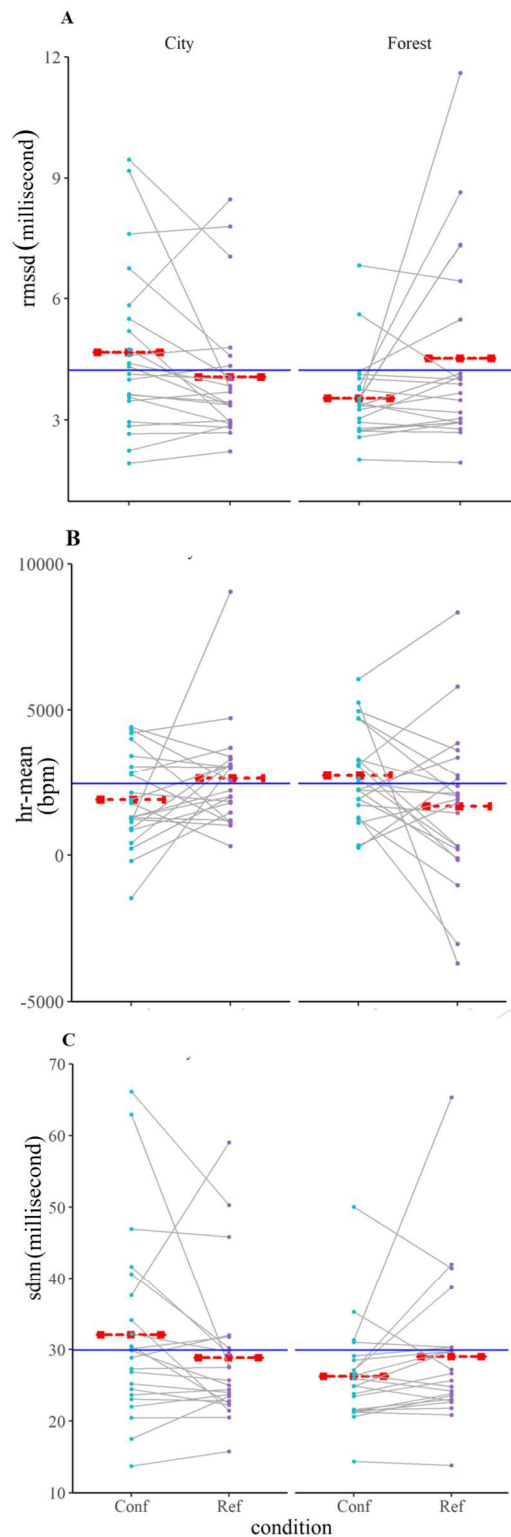 A
City Forest
rmssd (millisecond)
12
9
6
3
B
hr-mean
(bpm)
10000
5000
0
-5000
C
sdnn (millisecond)
70
60
50
40
30
20
10
Conf Ref Conf Ref
condition